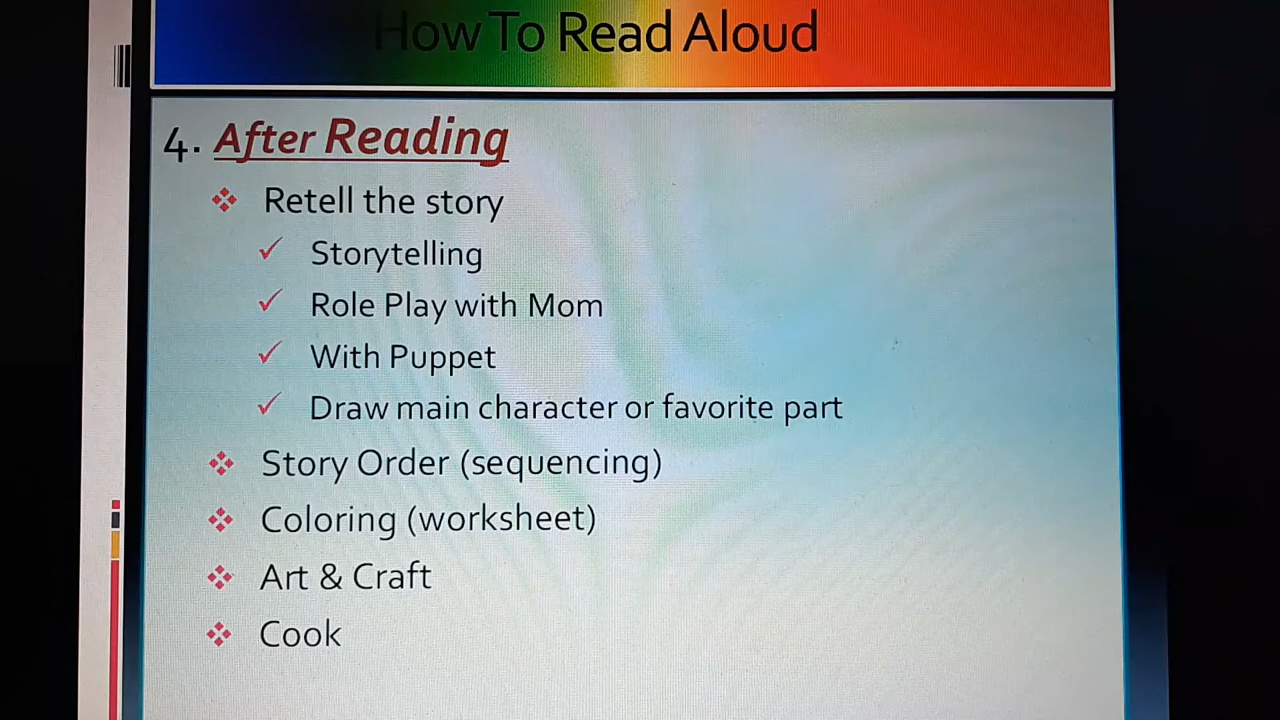 How To Read Aloud
4. After Reading
❖ Retell the story
✓ Storytelling
✓ Role Play with Mom
✓ With Puppet
✓ Draw main character or favorite part
❖ Story Order (sequencing)
❖ Coloring (worksheet)
❖ Art & Craft
❖ Cook